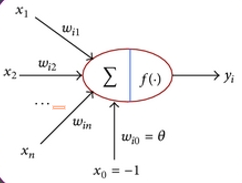 x₁
wᵢ₁
x₂ wᵢ₂ Σ f(·) yᵢ
...
wᵢₙ
wᵢ₀ = θ
xₙ
x₀ = −1